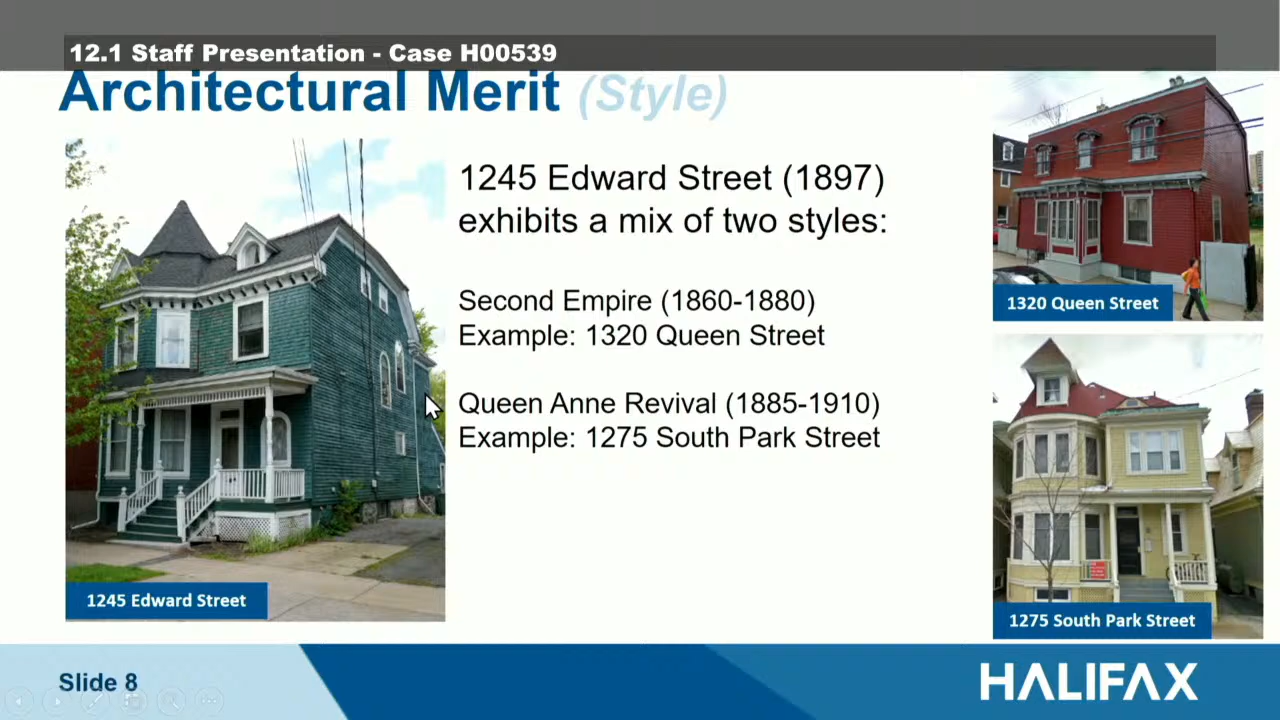 12.1 Staff Presentation - Case H00539
Architectural Merit (Style)
1245 Edward Street (1897)
exhibits a mix of two styles:
Second Empire (1860-1880)
Example: 1320 Queen Street
Queen Anne Revival (1885-1910)
Example: 1275 South Park Street
1245 Edward Street
1320 Queen Street
1275 South Park Street
Slide 8
HALIFAX